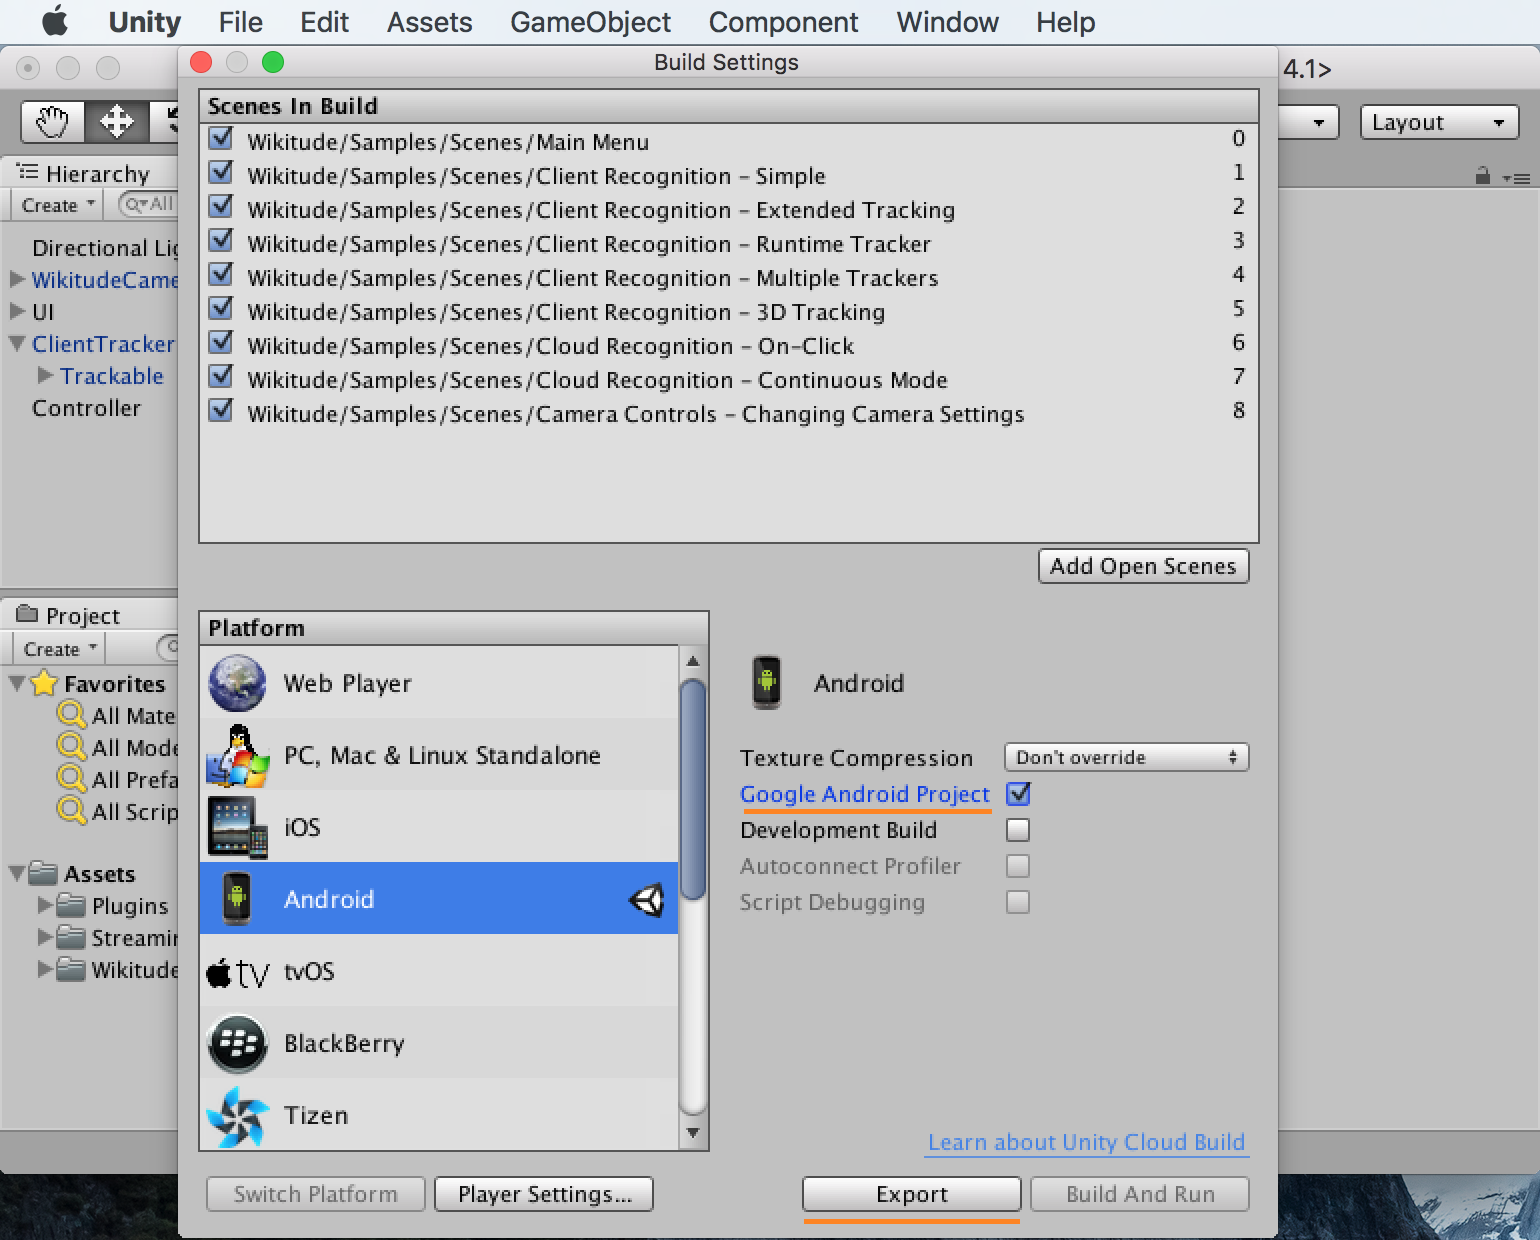 Unity File Edit Assets GameObject Component Window Help
Build Settings
4.1>
Layout
Scenes In Build
Wikitude/Samples/Scenes/Main Menu 0
Wikitude/Samples/Scenes/Client Recognition - Simple 1
Wikitude/Samples/Scenes/Client Recognition - Extended Tracking 2
Wikitude/Samples/Scenes/Client Recognition - Runtime Tracker 3
Wikitude/Samples/Scenes/Client Recognition - Multiple Trackers 4
Wikitude/Samples/Scenes/Client Recognition - 3D Tracking 5
Wikitude/Samples/Scenes/Cloud Recognition - On-Click 6
Wikitude/Samples/Scenes/Cloud Recognition - Continuous Mode 7
Wikitude/Samples/Scenes/Camera Controls - Changing Camera Settings 8
Add Open Scenes
Hierarchy
Create All
Directional Lig
WikitudeCame
UI
ClientTracker
Trackable
Controller
Project
Create
Favorites
All Mate
All Mode
All Prefa
All Scrip
Assets
Plugins
Streamin
Wikitude
Platform
Web Player
PC, Mac & Linux Standalone
iOS
Android
tv tvOS
BlackBerry
Tizen
Android
Texture Compression Don't override
Google Android Project
Development Build
Autoconnect Profiler
Script Debugging
Learn about Unity Cloud Build
Switch Platform Player Settings... Export Build And Run